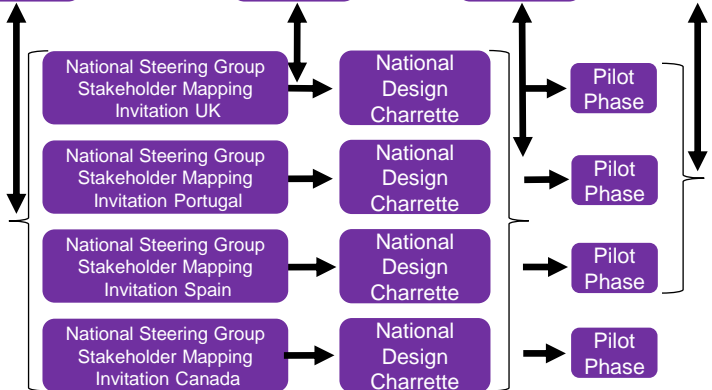 National Steering Group
Stakeholder Mapping
Invitation UK
National
Design
Charrette
Pilot
Phase
National Steering Group
Stakeholder Mapping
Invitation Portugal
National
Design
Charrette
Pilot
Phase
National Steering Group
Stakeholder Mapping
Invitation Spain
National
Design
Charrette
Pilot
Phase
National Steering Group
Stakeholder Mapping
Invitation Canada
National
Design
Charrette
Pilot
Phase